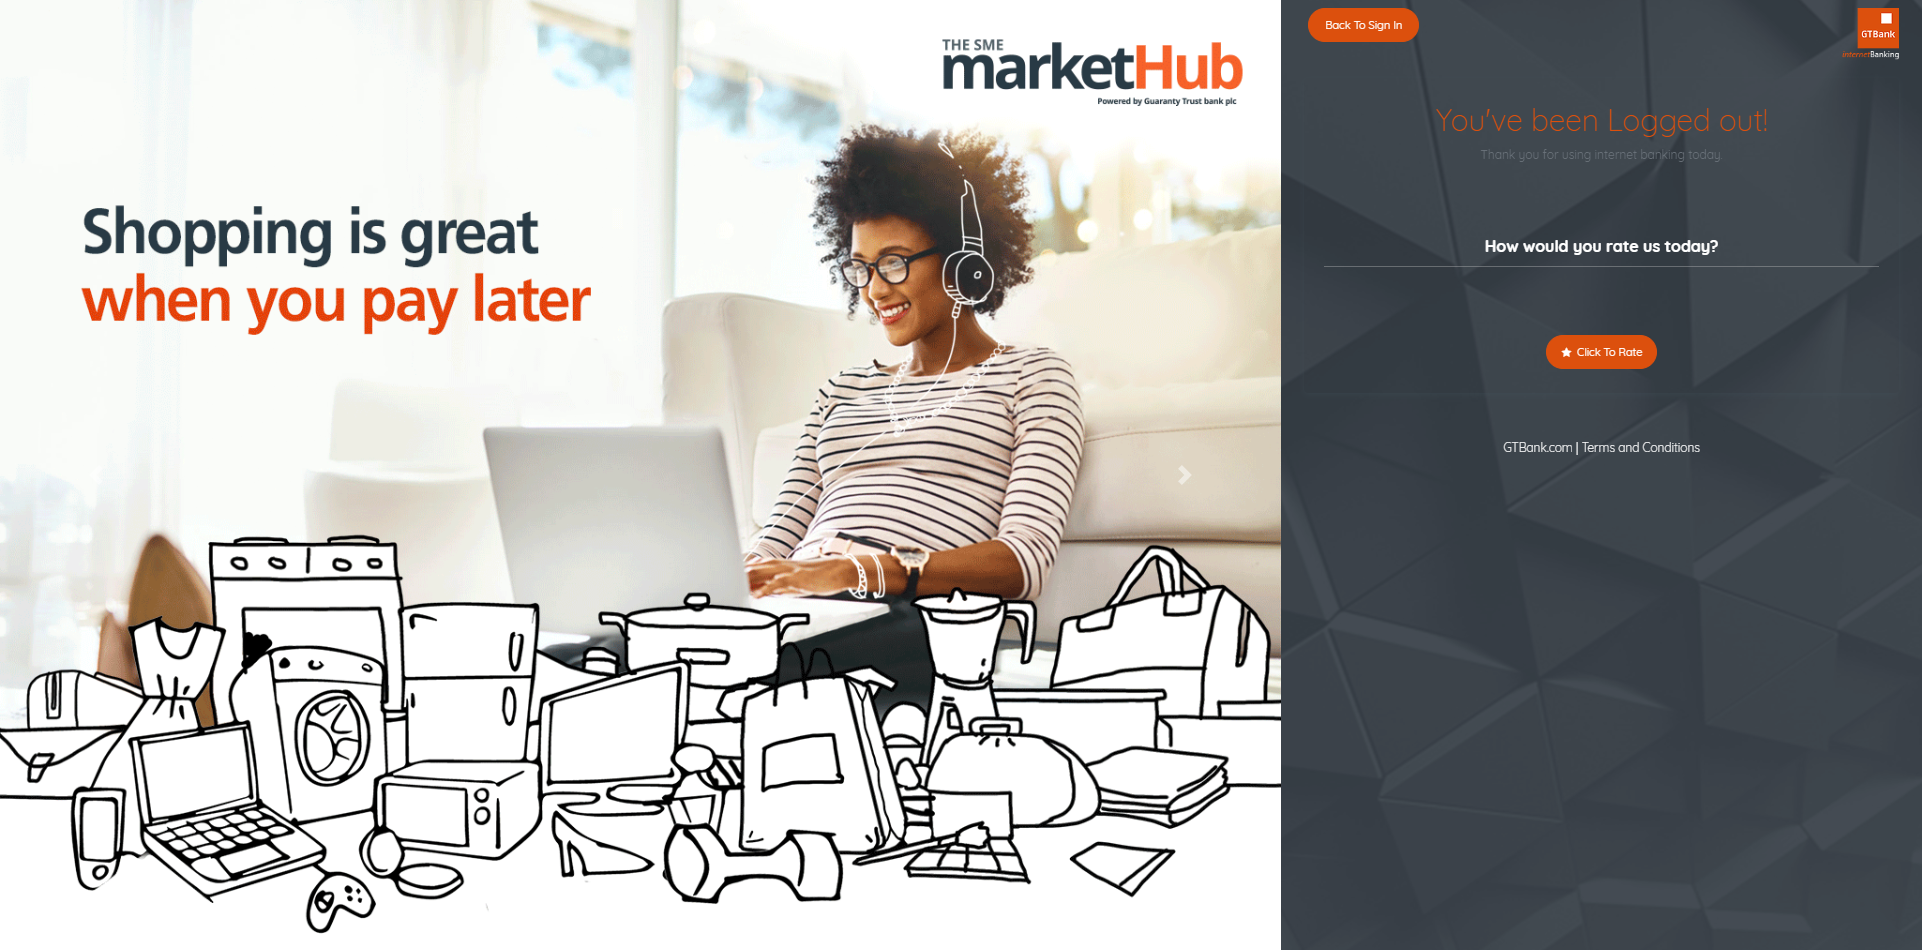 THE SME
marketHub
Powered by Guaranty Trust bank plc
Shopping is great
when you pay later
Back To Sign In
GTBank
internetBanking
You've been Logged out!
Thank you for using internet banking today.
How would you rate us today?
Click To Rate
GTBank.com | Terms and Conditions